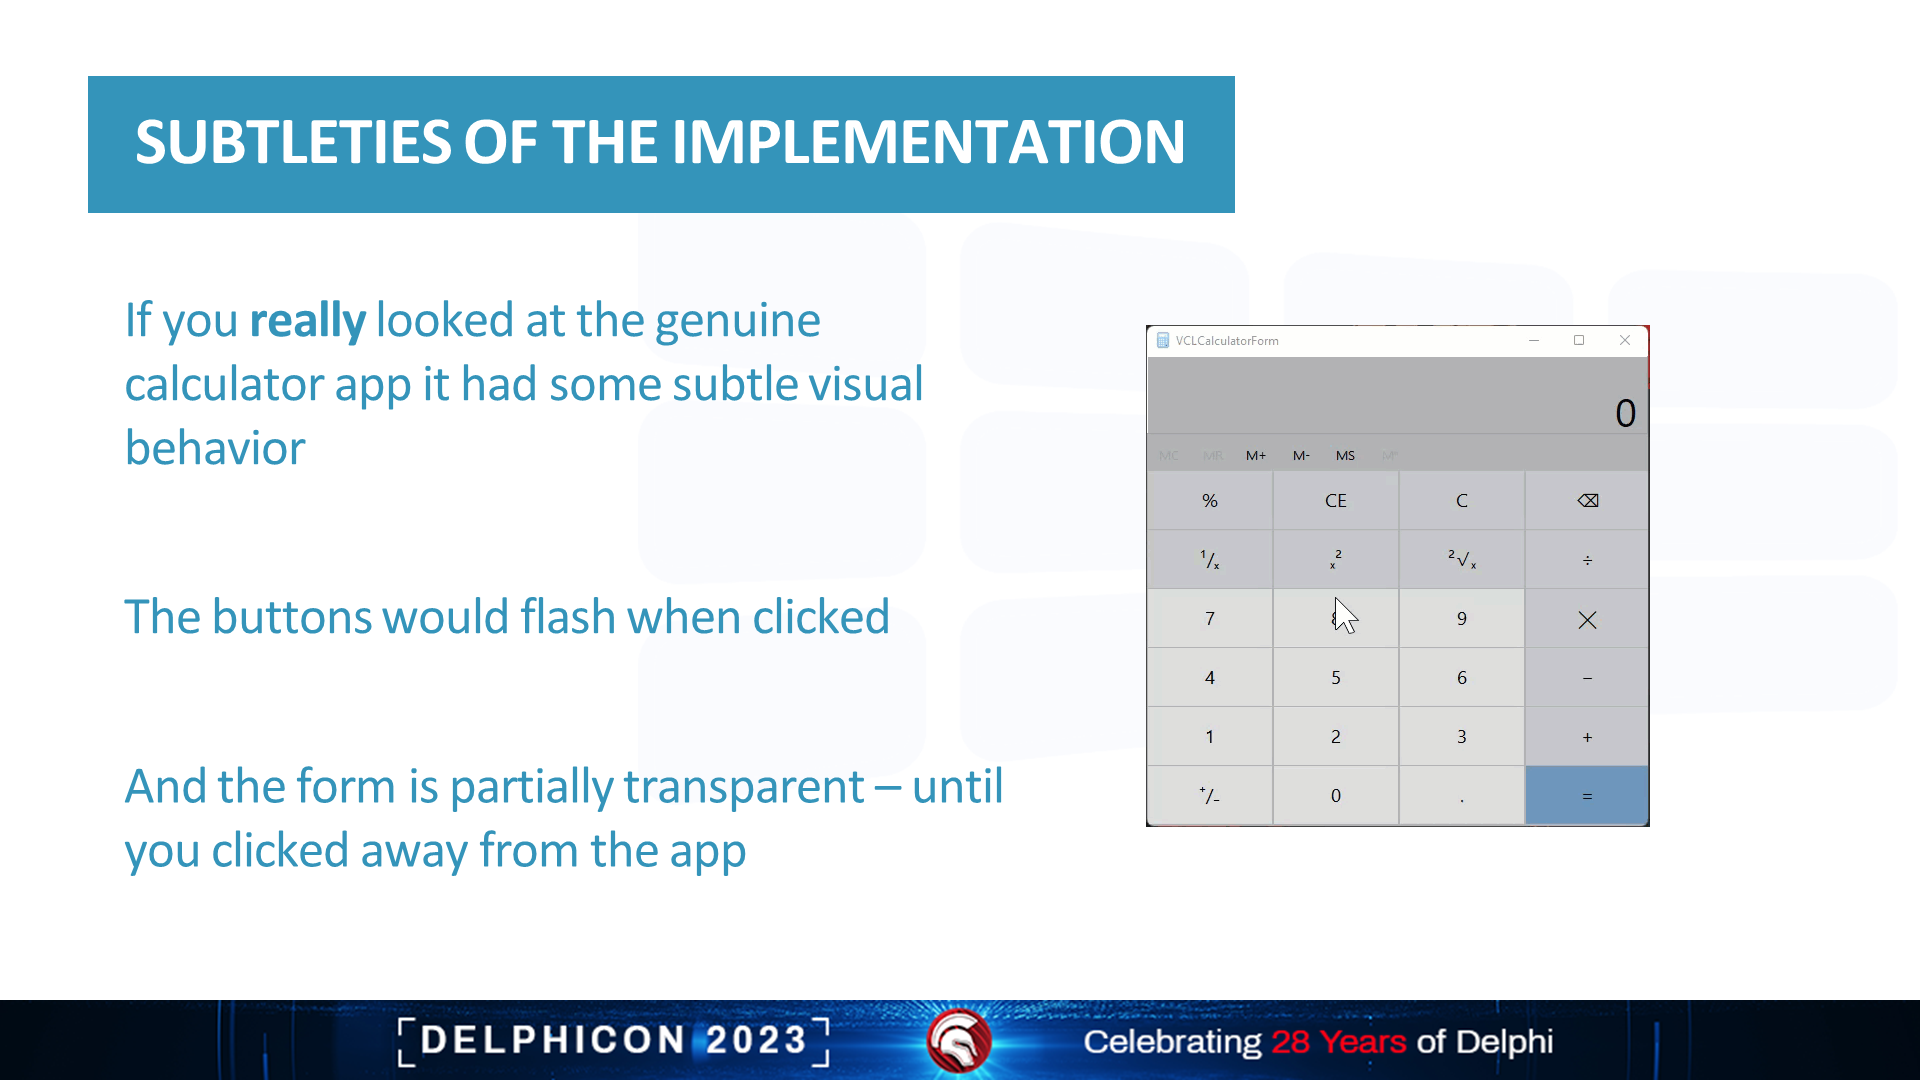 SUBTLETIES OF THE IMPLEMENTATION
If you really looked at the genuine
calculator app it had some subtle visual
behavior
The buttons would flash when clicked
And the form is partially transparent – until
you clicked away from the app
VCLCalculatorForm
0
MC MR M+ M- MS
% CE C ⌫
¹/ₓ x² ²√x ÷
7 8 9 ×
4 5 6 −
1 2 3 +
⁺/₋ 0 . =
DELPHICON 2023
Celebrating 28 Years of Delphi